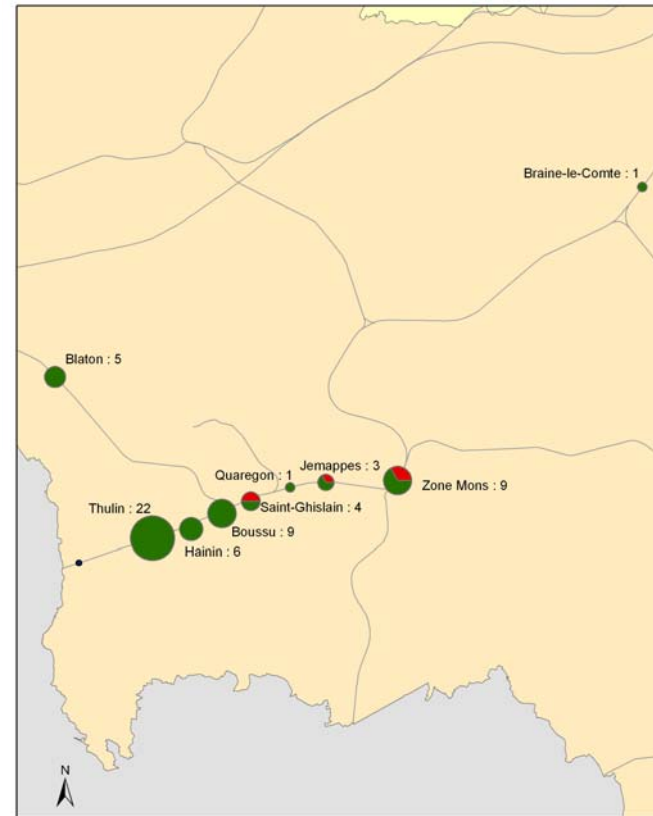 Braine-le-Comte : 1
Blaton : 5
Jemappes : 3
Quaregon : 1
Zone Mons : 9
Thulin : 22
Saint-Ghislain : 4
Boussu : 9
Hainin : 6
N